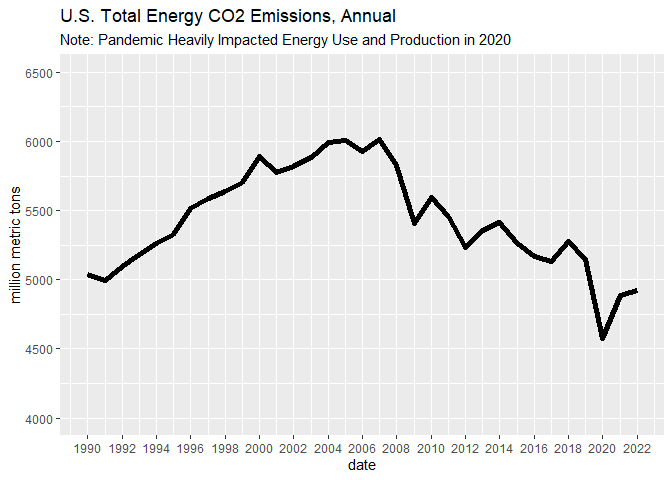 U.S. Total Energy CO2 Emissions, Annual
Note: Pandemic Heavily Impacted Energy Use and Production in 2020
6500
6000
5500
5000
4500
4000
million metric tons
1990 1992 1994 1996 1998 2000 2002 2004 2006 2008 2010 2012 2014 2016 2018 2020 2022
date